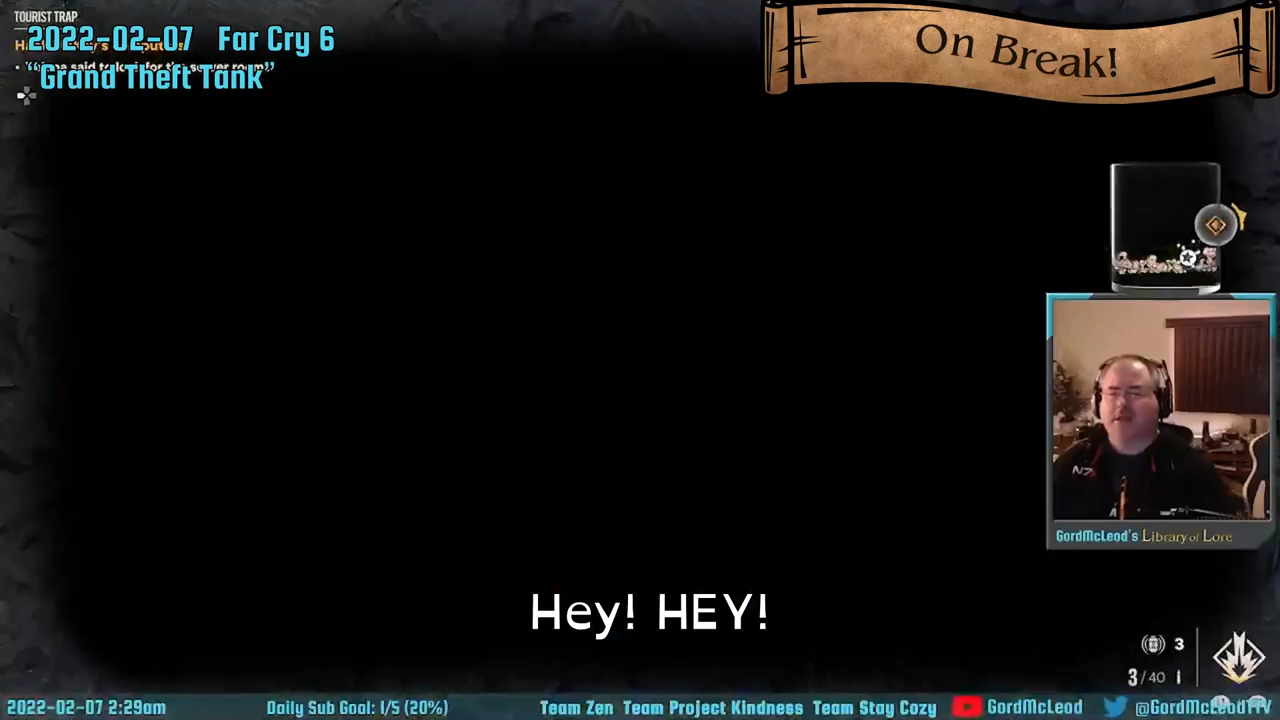 TOURIST TRAP
2022-02-07 Far Cry 6
“Grand Theft Tank”
On Break!
N7
GordMcLeod's Library of Lore
Hey! HEY!
3
3/40
2022-02-07 2:29am
Daily Sub Goal: 1/5 (20%)
Team Zen Team Project Kindness Team Stay Cozy
GordMcLeod
@GordMcLeodTTV